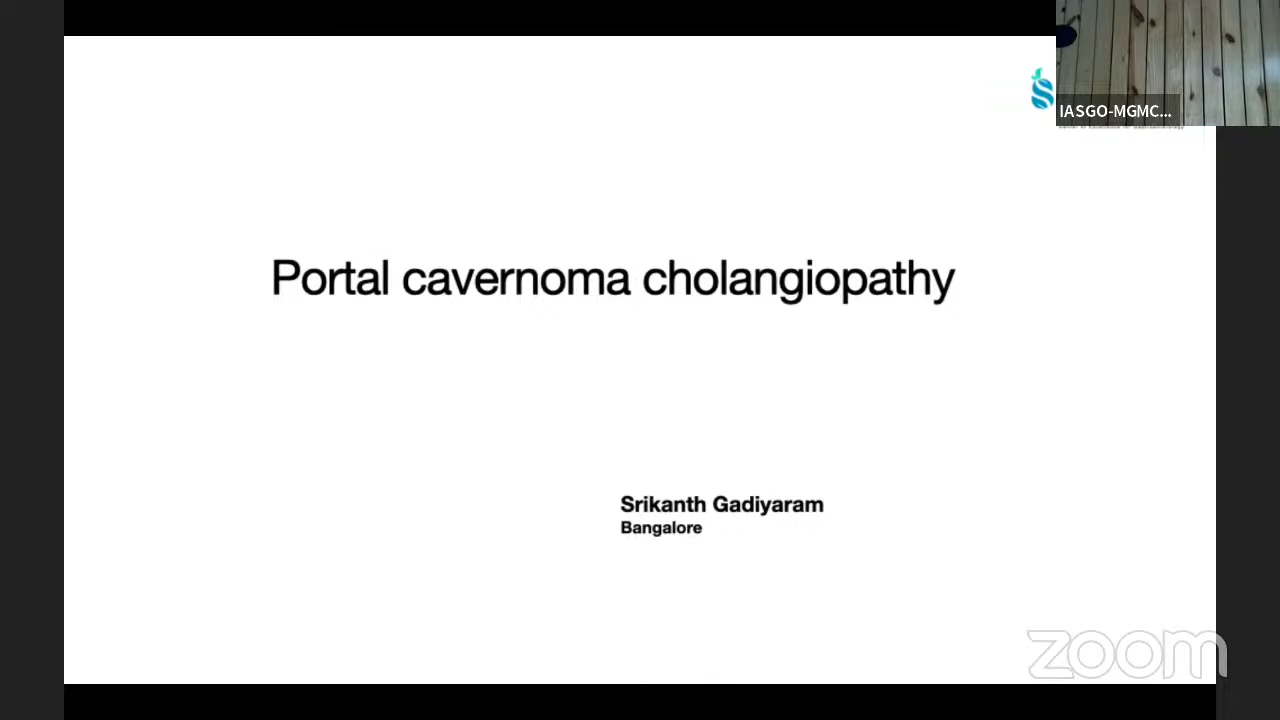 IASGO-MGMC...
Portal cavernoma cholangiopathy
Srikanth Gadiyaram
Bangalore
zoom